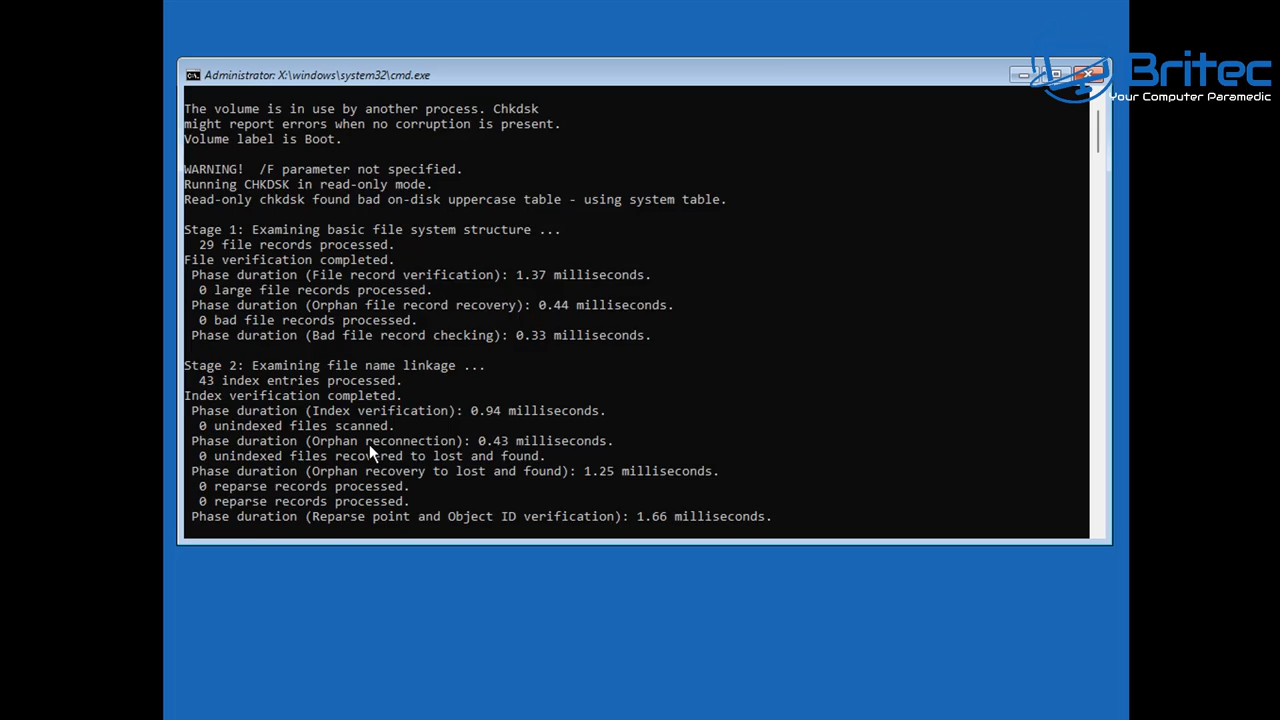 Britec
Your Computer Paramedic
Administrator: X:\windows\system32\cmd.exe
The volume is in use by another process. Chkdsk
might report errors when no corruption is present.
Volume label is Boot.
WARNING!  /F parameter not specified.
Running CHKDSK in read-only mode.
Read-only chkdsk found bad on-disk uppercase table - using system table.
Stage 1: Examining basic file system structure ...
29 file records processed.
File verification completed.
Phase duration (File record verification): 1.37 milliseconds.
0 large file records processed.
Phase duration (Orphan file record recovery): 0.44 milliseconds.
0 bad file records processed.
Phase duration (Bad file record checking): 0.33 milliseconds.
Stage 2: Examining file name linkage ...
43 index entries processed.
Index verification completed.
Phase duration (Index verification): 0.94 milliseconds.
0 unindexed files scanned.
Phase duration (Orphan reconnection): 0.43 milliseconds.
0 unindexed files recovered to lost and found.
Phase duration (Orphan recovery to lost and found): 1.25 milliseconds.
0 reparse records processed.
0 reparse records processed.
Phase duration (Reparse point and Object ID verification): 1.66 milliseconds.